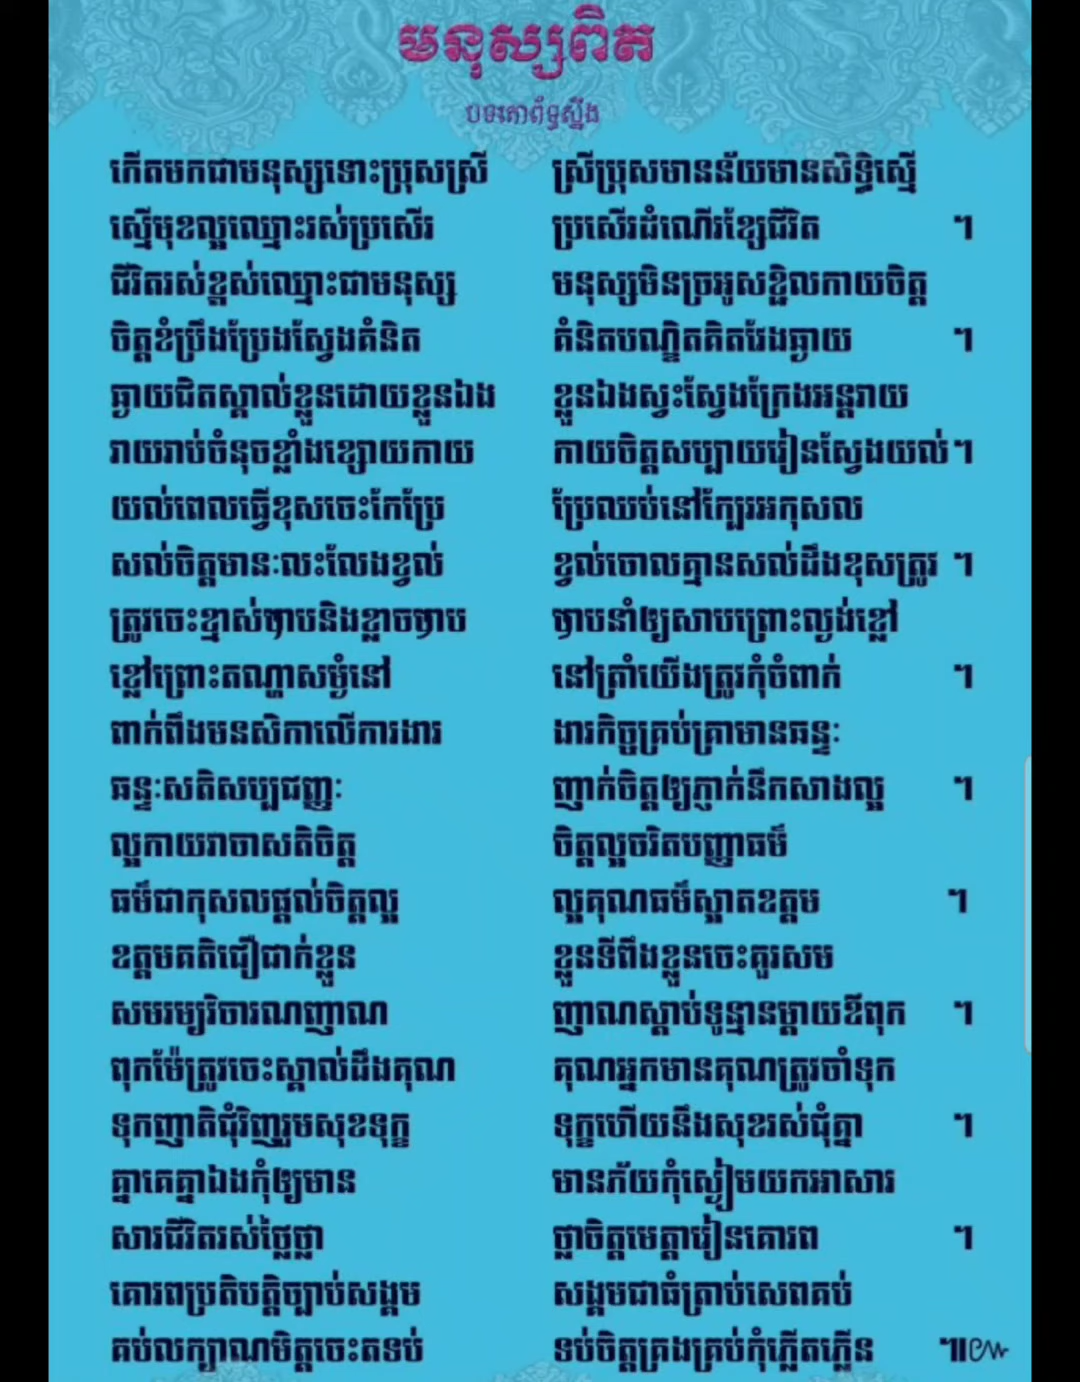 មនុស្សពិត
បទគោព័ទ្ធស្នឹង
កើតមកជាមនុស្សទោះប្រុសស្រី ស្រីប្រុសមានន័យមានសិទ្ធិស្មើ
ស្មើមុខល្អឈ្មោះរស់ប្រសើរ ប្រសើរដំណើរខ្សែជីវិត ។
ជីវិតរស់ខ្ពស់ឈ្មោះជាមនុស្ស មនុស្សមិនច្រអូសខ្ជិលកាយចិត្ត
ចិត្តខំប្រឹងប្រែងស្វែងគំនិត គំនិតបណ្ឌិតគិតវែងឆ្ងាយ ។
ឆ្ងាយជិតស្គាល់ខ្លួនដោយខ្លួនឯង ខ្លួនឯងស្វះស្វែងក្រែងអន្តរាយ
រាយរាប់ចំនុចខ្លាំងខ្សោយកាយ កាយចិត្តសប្បាយរៀនស្វែងយល់។
យល់ពេលធ្វើខុសចេះកែប្រែ ប្រែឈប់នៅក្បែរអកុសល
សល់ចិត្តមានៈលះលែងខ្វល់ ខ្វល់ចោលគ្មានសល់ដឹងខុសត្រូវ ។
ត្រូវចេះខ្មាស់បាបនិងខ្លាចបាប បាបនាំឲ្យសាបព្រោះល្ងង់ខ្លៅ
ខ្លៅព្រោះតណ្ហាសម្ងំនៅ នៅត្រាំយើងត្រូវកុំចំពាក់ ។
ពាក់ពឹងមនសិកាលើការងារ ងារកិច្ចគ្រប់គ្រាមានឆន្ទៈ
ឆន្ទៈសតិសប្បជញ្ញៈ ញាក់ចិត្តឲ្យភ្ញាក់នឹកសាងល្អ ។
ល្អកាយវាចាសតិចិត្ត ចិត្តល្អចរិតបញ្ញាធម៌
ធម៌ជាកុសលផ្ដល់ចិត្តល្អ ល្អគុណធម៌ស្អាតឧត្តម ។
ឧត្តមគតិជឿជាក់ខ្លួន ខ្លួនទីពឹងខ្លួនចេះគួរសម
សមរម្យវិចារណញាណ ញាណស្ដាប់ទូន្មានម្ដាយឪពុក ។
ពុកម៉ែត្រូវចេះស្គាល់ដឹងគុណ គុណអ្នកមានគុណត្រូវចាំទុក
ទុកញាតិជុំវិញរួមសុខទុក្ខ ទុក្ខហើយនឹងសុខរស់ជុំគ្នា ។
គ្នាគេគ្នាឯងកុំឲ្យមាន មានភ័យកុំស្ងៀមយកអាសារ
សារជីវិតរស់ថ្លៃថ្លា ថ្លាចិត្តមេត្តារៀនគោរព ។
គោរពប្រតិបត្តិច្បាប់សង្គម សង្គមជាធំត្រាប់សេពគប់
គប់លក្បាណមិត្តចេះតទប់ ទប់ចិត្តគ្រងគ្រប់កុំភ្លើតភ្លើន ៕៚